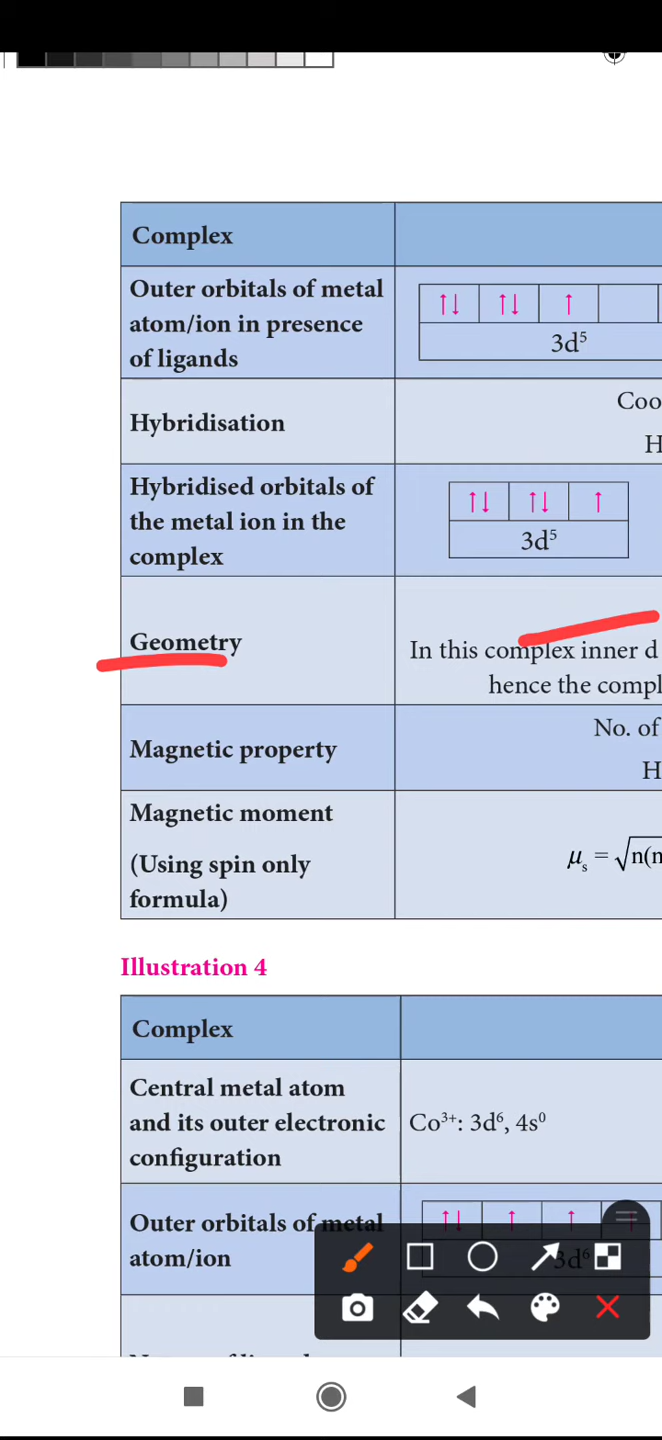 Complex
Outer orbitals of metal
atom/ion in presence
of ligands
↑↓ ↑↓ ↑
3d⁵
Hybridisation
Coo
H
Hybridised orbitals of
the metal ion in the
complex
↑↓ ↑↓ ↑
3d⁵
Geometry
In this complex inner d
hence the compl
Magnetic property
No. of
H
Magnetic moment
(Using spin only
formula)
μₛ = √n(n
Illustration 4
Complex
Central metal atom
and its outer electronic
configuration
Co³⁺: 3d⁶, 4s⁰
Outer orbitals of metal
atom/ion
↑↓ ↑ ↑
3d⁶